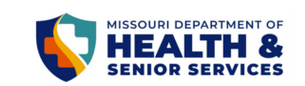 MISSOURI DEPARTMENT OF
HEALTH &
SENIOR SERVICES